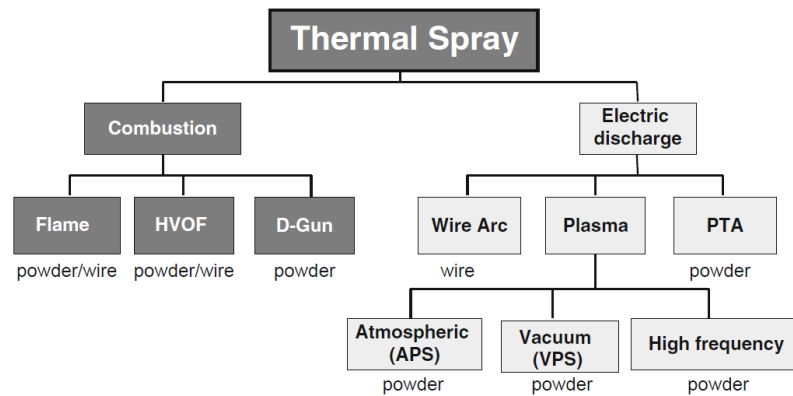 Thermal Spray
Combustion
Electric
discharge
Flame
HVOF
D-Gun
Wire Arc
Plasma
PTA
powder/wire
powder/wire
powder
wire
powder
Atmospheric
(APS)
Vacuum
(VPS)
High frequency
powder
powder
powder